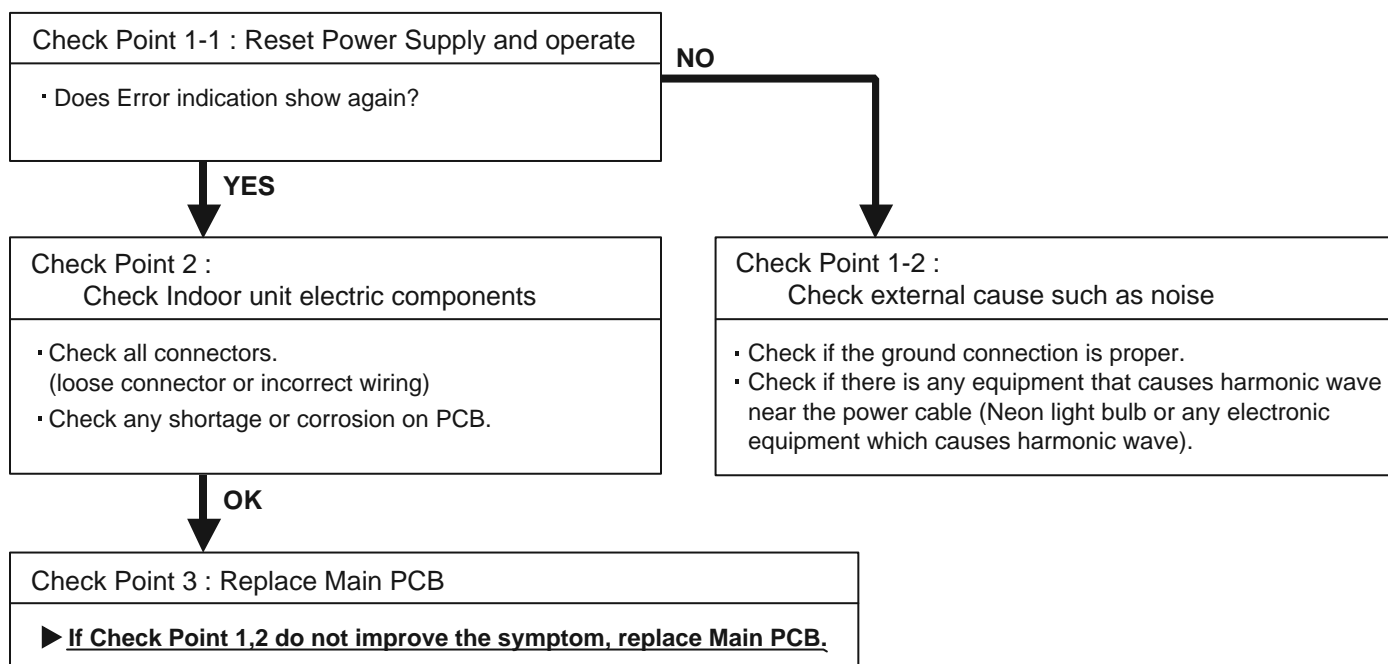 Check Point 1-1 : Reset Power Supply and operate
· Does Error indication show again?
NO
YES
Check Point 2 :
Check Indoor unit electric components
· Check all connectors.
(loose connector or incorrect wiring)
· Check any shortage or corrosion on PCB.
Check Point 1-2 :
Check external cause such as noise
· Check if the ground connection is proper.
· Check if there is any equipment that causes harmonic wave
near the power cable (Neon light bulb or any electronic
equipment which causes harmonic wave).
OK
Check Point 3 : Replace Main PCB
▶ If Check Point 1,2 do not improve the symptom, replace Main PCB.